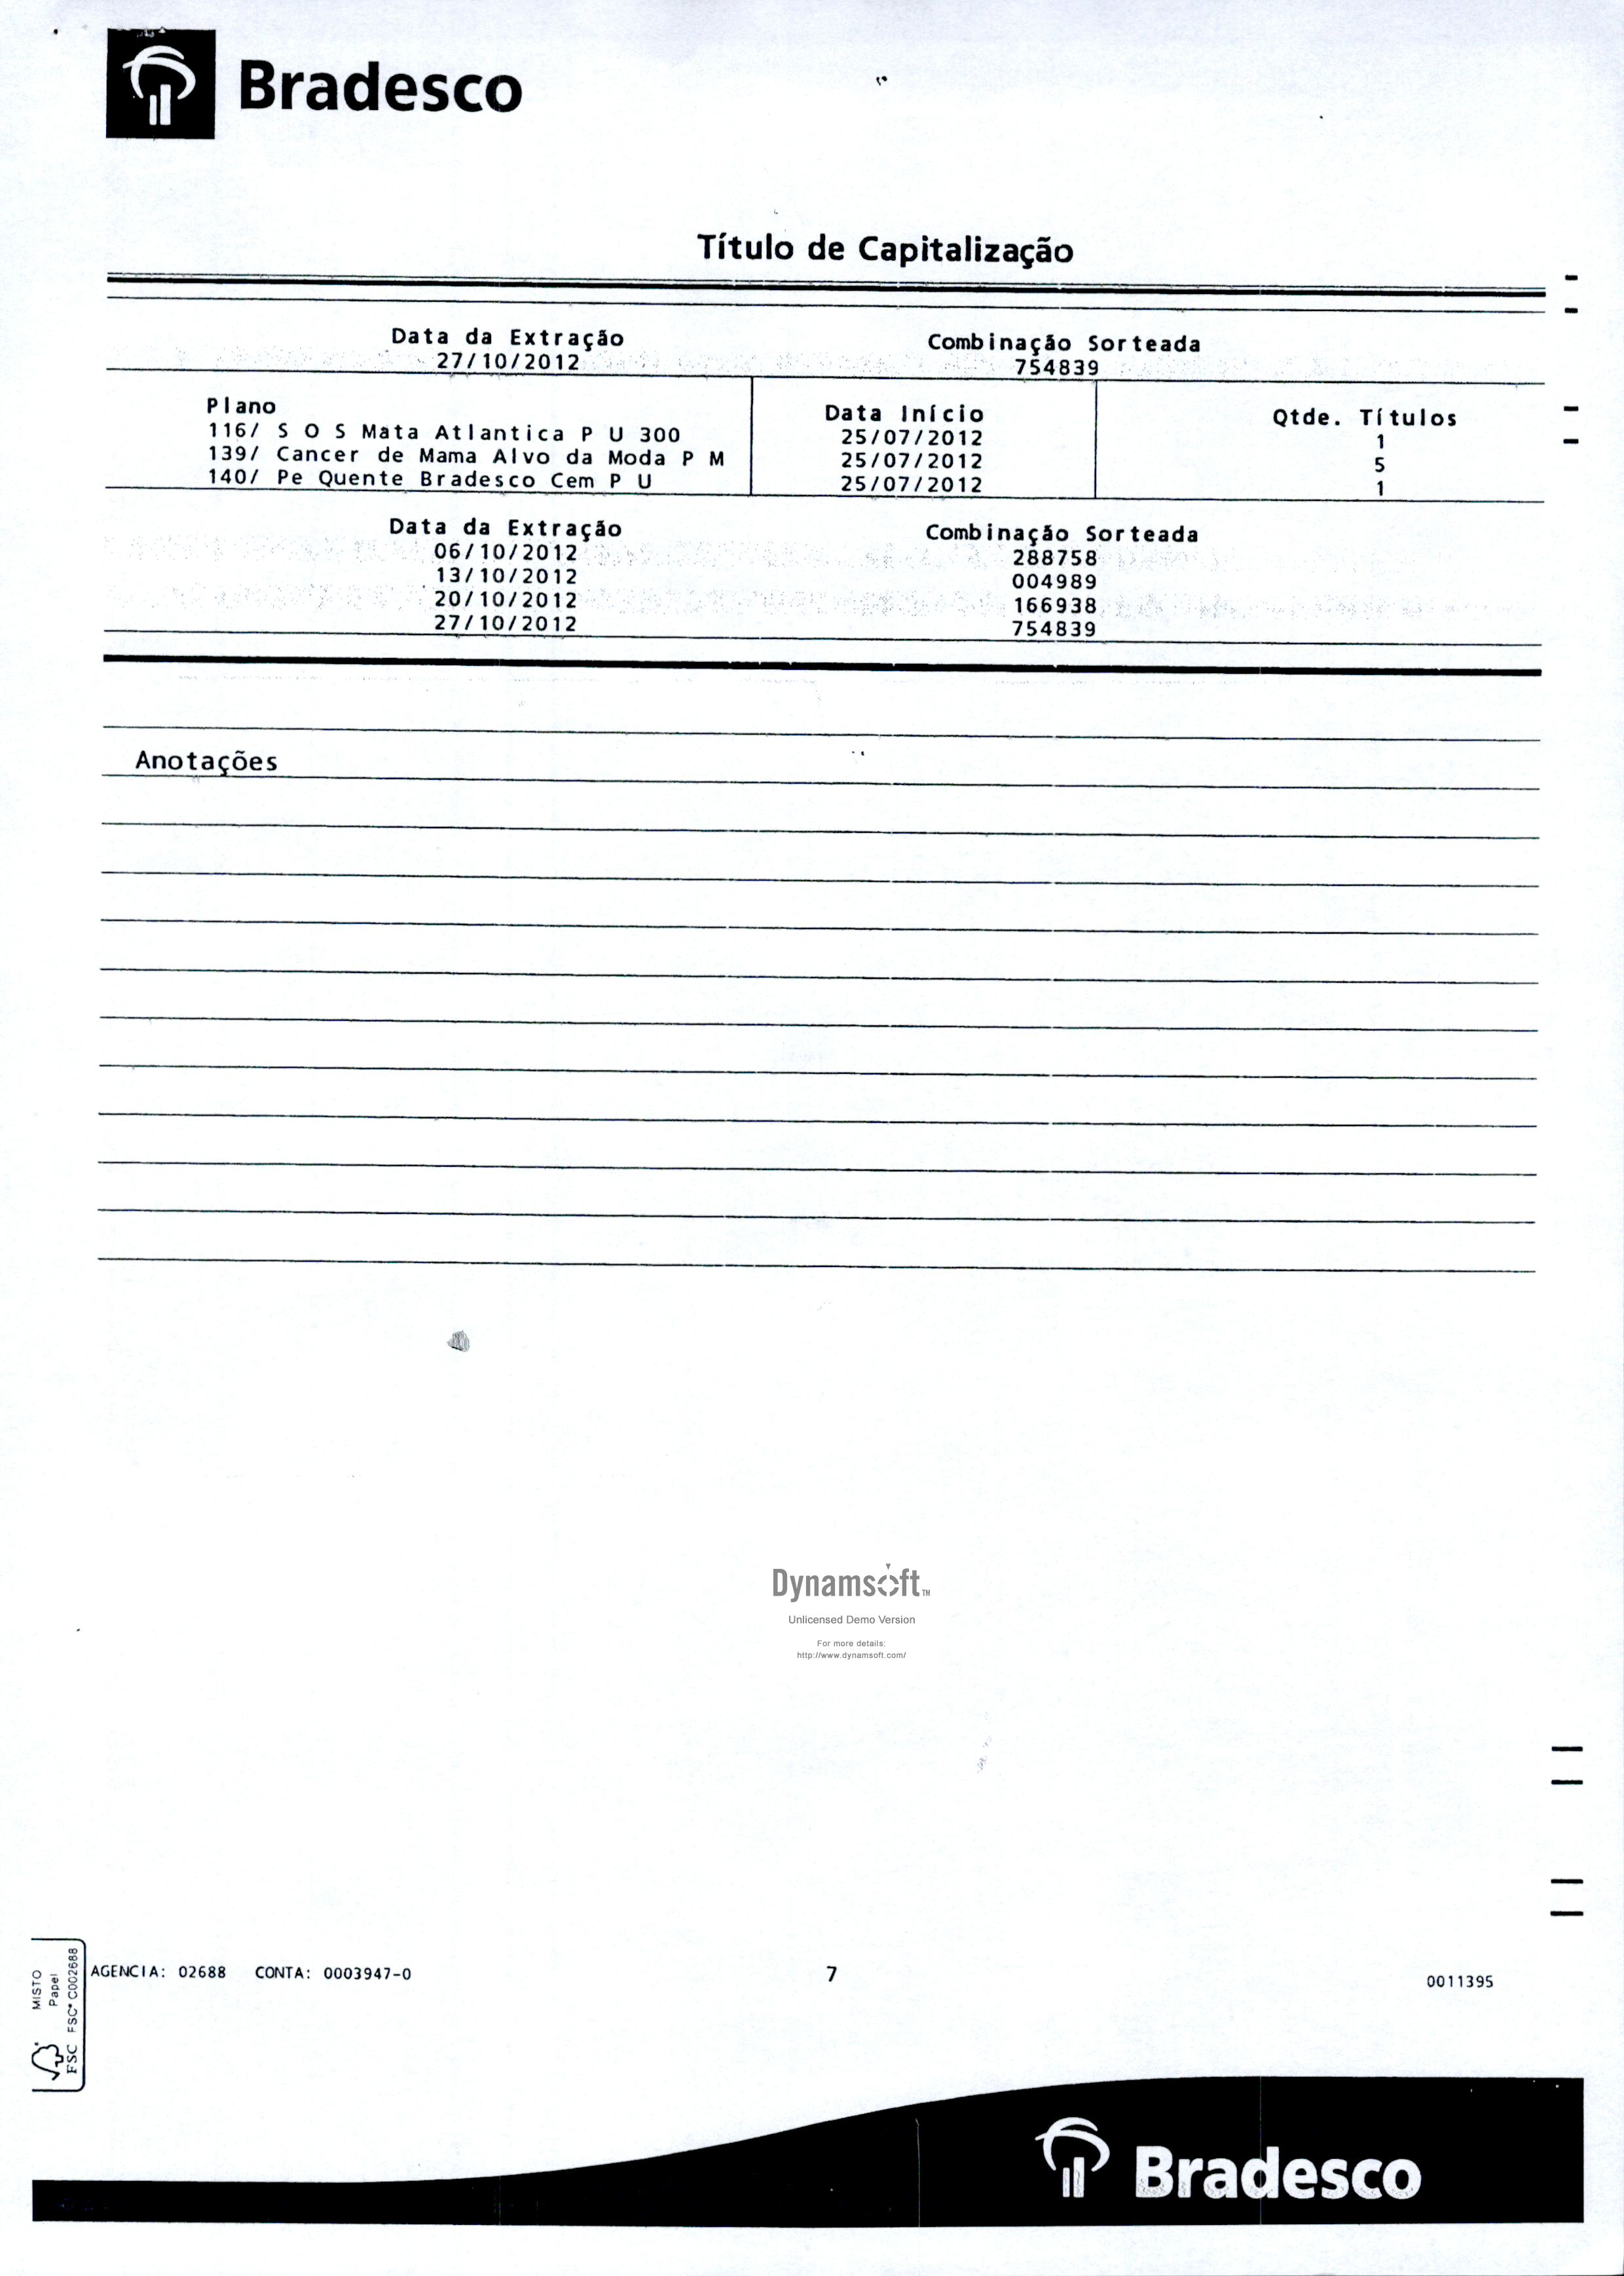 Bradesco
Título de Capitalização
Data da Extração Combinação Sorteada
27/10/2012 754839
Plano Data Início Qtde. Títulos
116/ S O S Mata Atlantica P U 300 25/07/2012 1
139/ Cancer de Mama Alvo da Moda P M 25/07/2012 5
140/ Pe Quente Bradesco Cem P U 25/07/2012 1
Data da Extração Combinação Sorteada
06/10/2012 288758
13/10/2012 004989
20/10/2012 166938
27/10/2012 754839
Anotações
Dynamsoft™
Unlicensed Demo Version
For more details:
http://www.dynamsoft.com/
MISTO
Papel
FSC FSC® C002688
AGENCIA: 02688 CONTA: 0003947-0 7 0011395
Bradesco